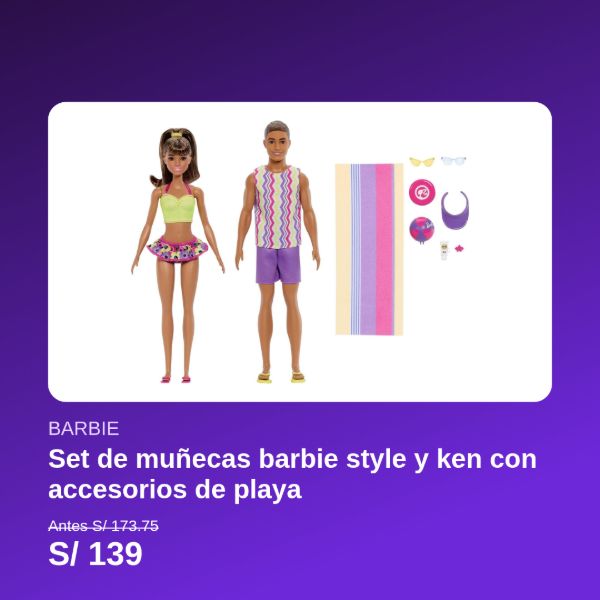 BARBIE
Set de muñecas barbie style y ken con
accesorios de playa
Antes S/ 173.75
S/ 139